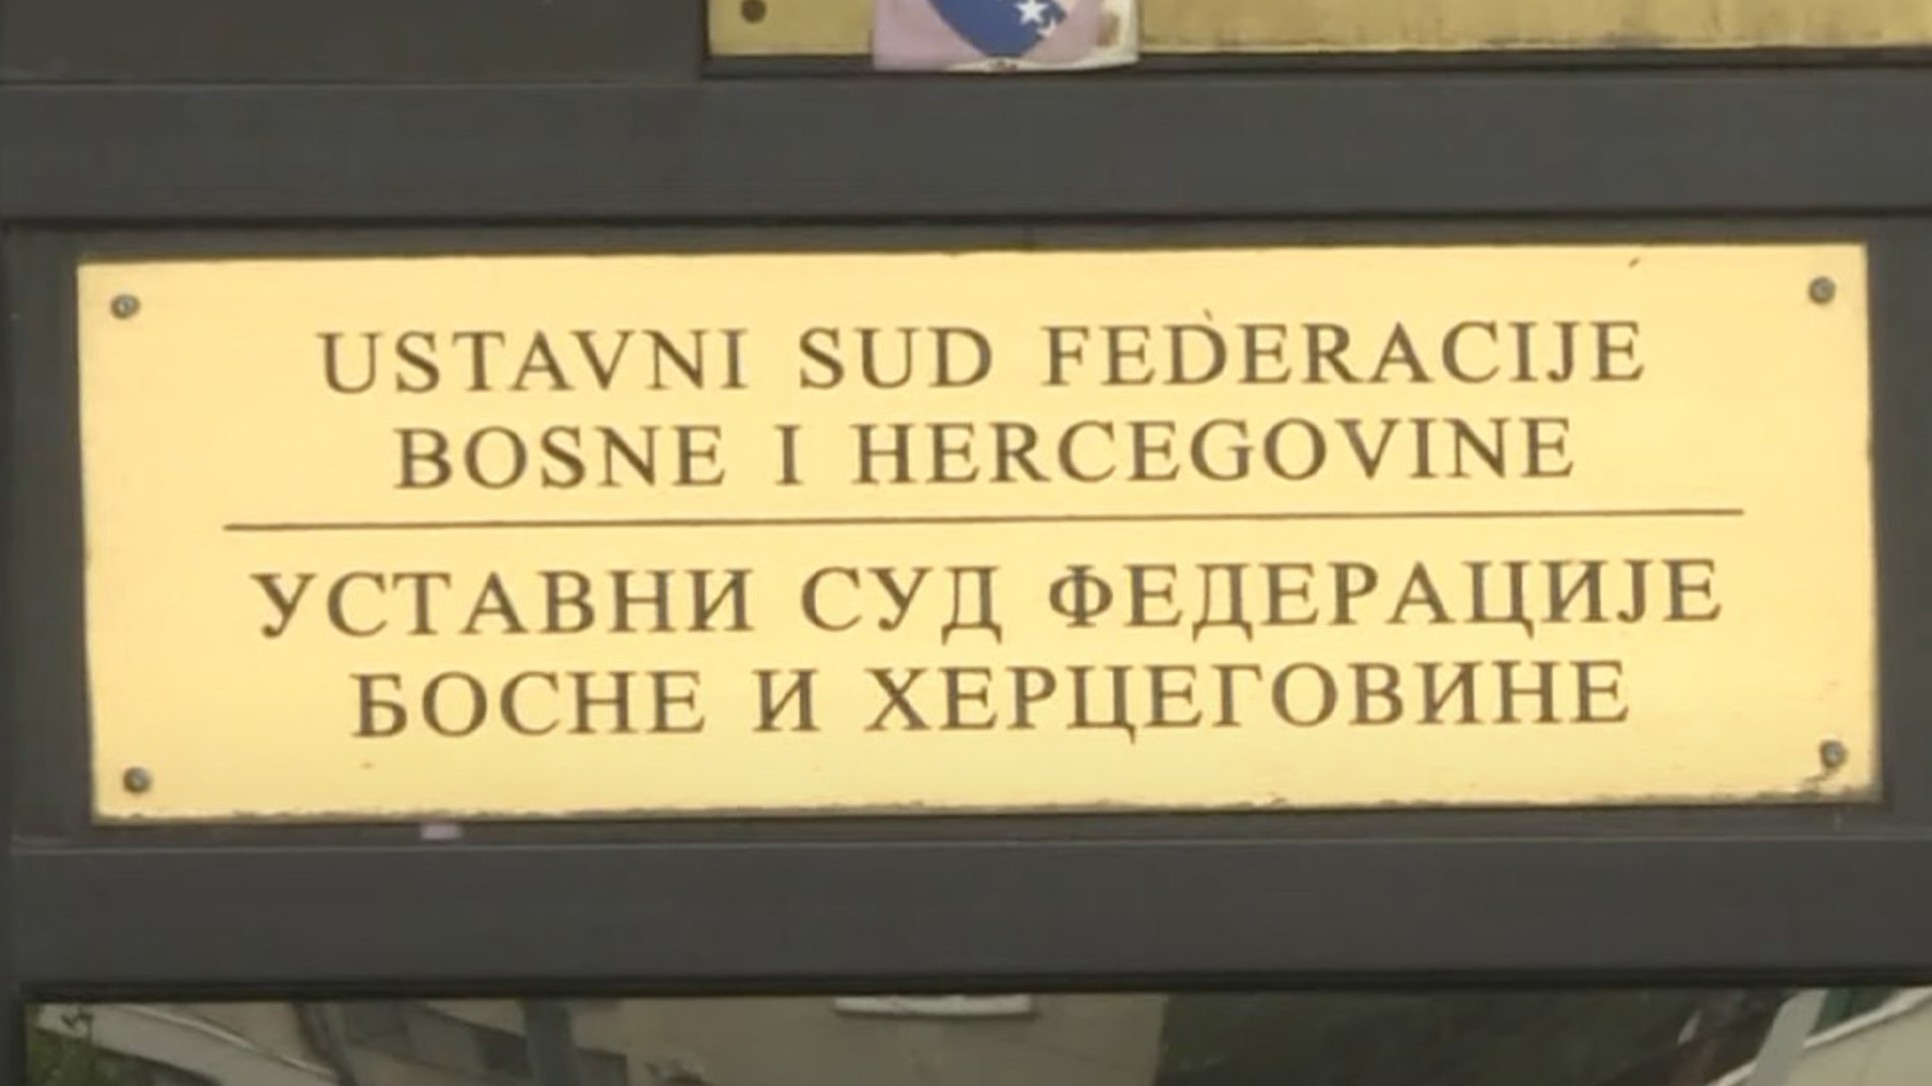 USTAVNI SUD FEDERACIJE
BOSNE I HERCEGOVINE
УСТАВНИ СУД ФЕДЕРАЦИЈЕ
БОСНЕ И ХЕРЦЕГОВИНЕ